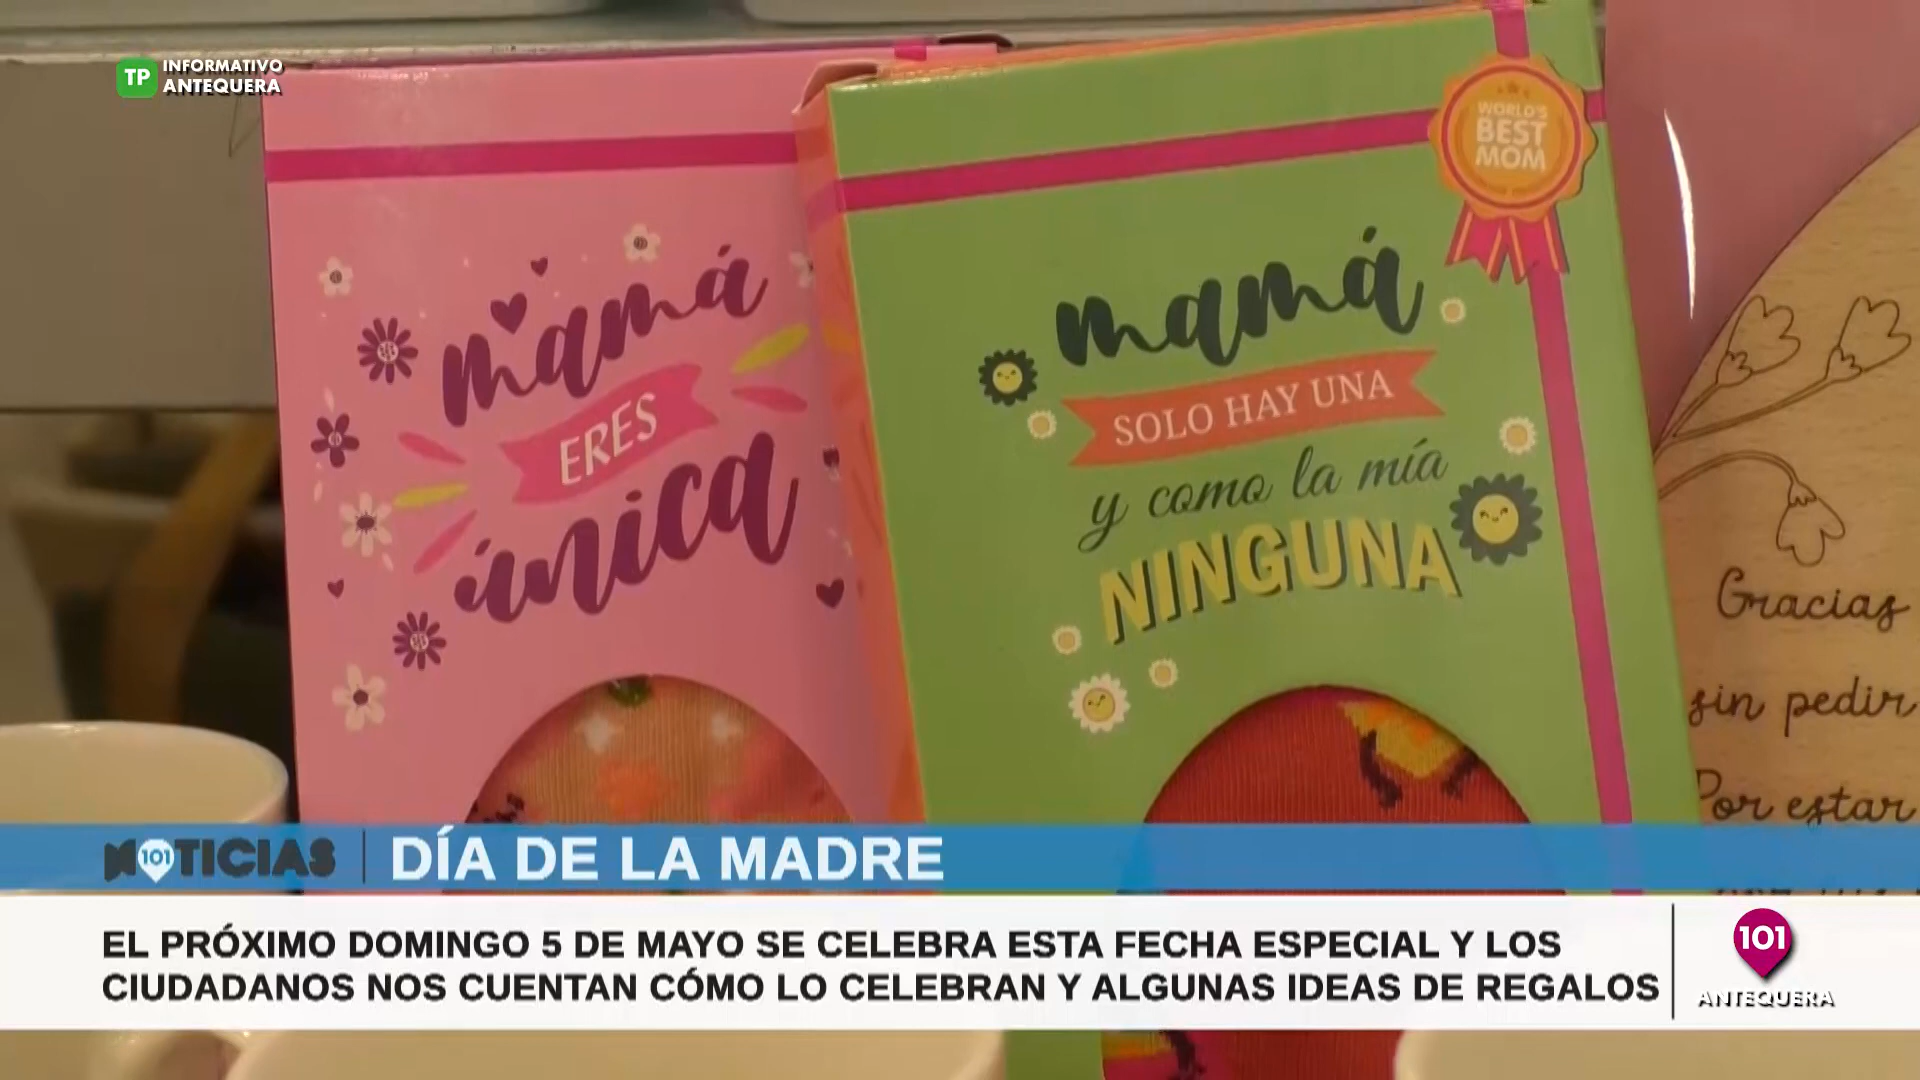 TP INFORMATIVO
ANTEQUERA
mamá
ERES
única
WORLD'S
BEST
MOM
mamá
SOLO HAY UNA
y como la mía
NINGUNA
Gracias
sin pedir
Por estar
NOTICIAS 101
DÍA DE LA MADRE
EL PRÓXIMO DOMINGO 5 DE MAYO SE CELEBRA ESTA FECHA ESPECIAL Y LOS
CIUDADANOS NOS CUENTAN CÓMO LO CELEBRAN Y ALGUNAS IDEAS DE REGALOS
101
ANTEQUERA